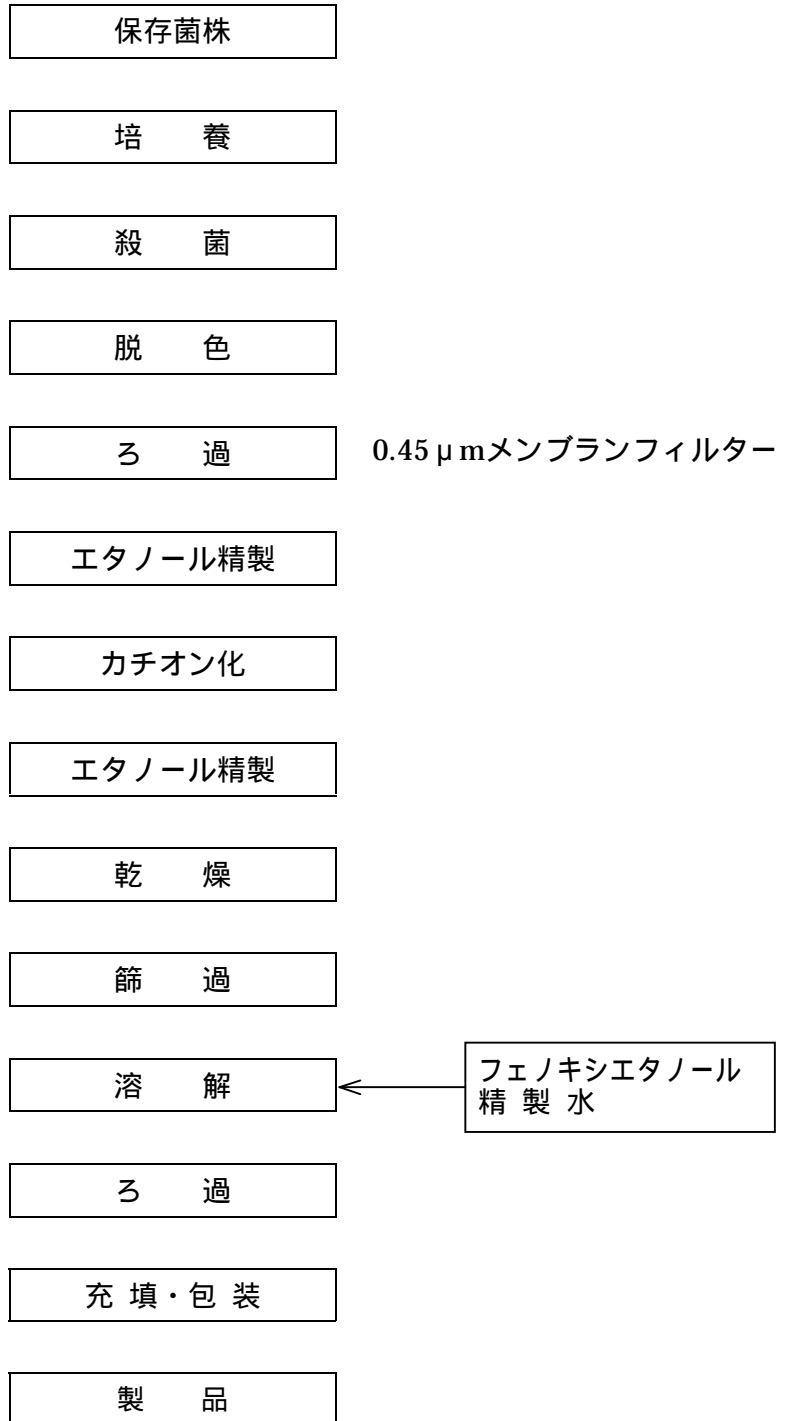 保存菌株
培　養
殺　菌
脱　色
ろ　過
0.45μmメンブランフィルター
エタノール精製
カチオン化
エタノール精製
乾　燥
篩　過
溶　解
フェノキシエタノール
精 製 水
ろ　過
充 填・包 装
製　品